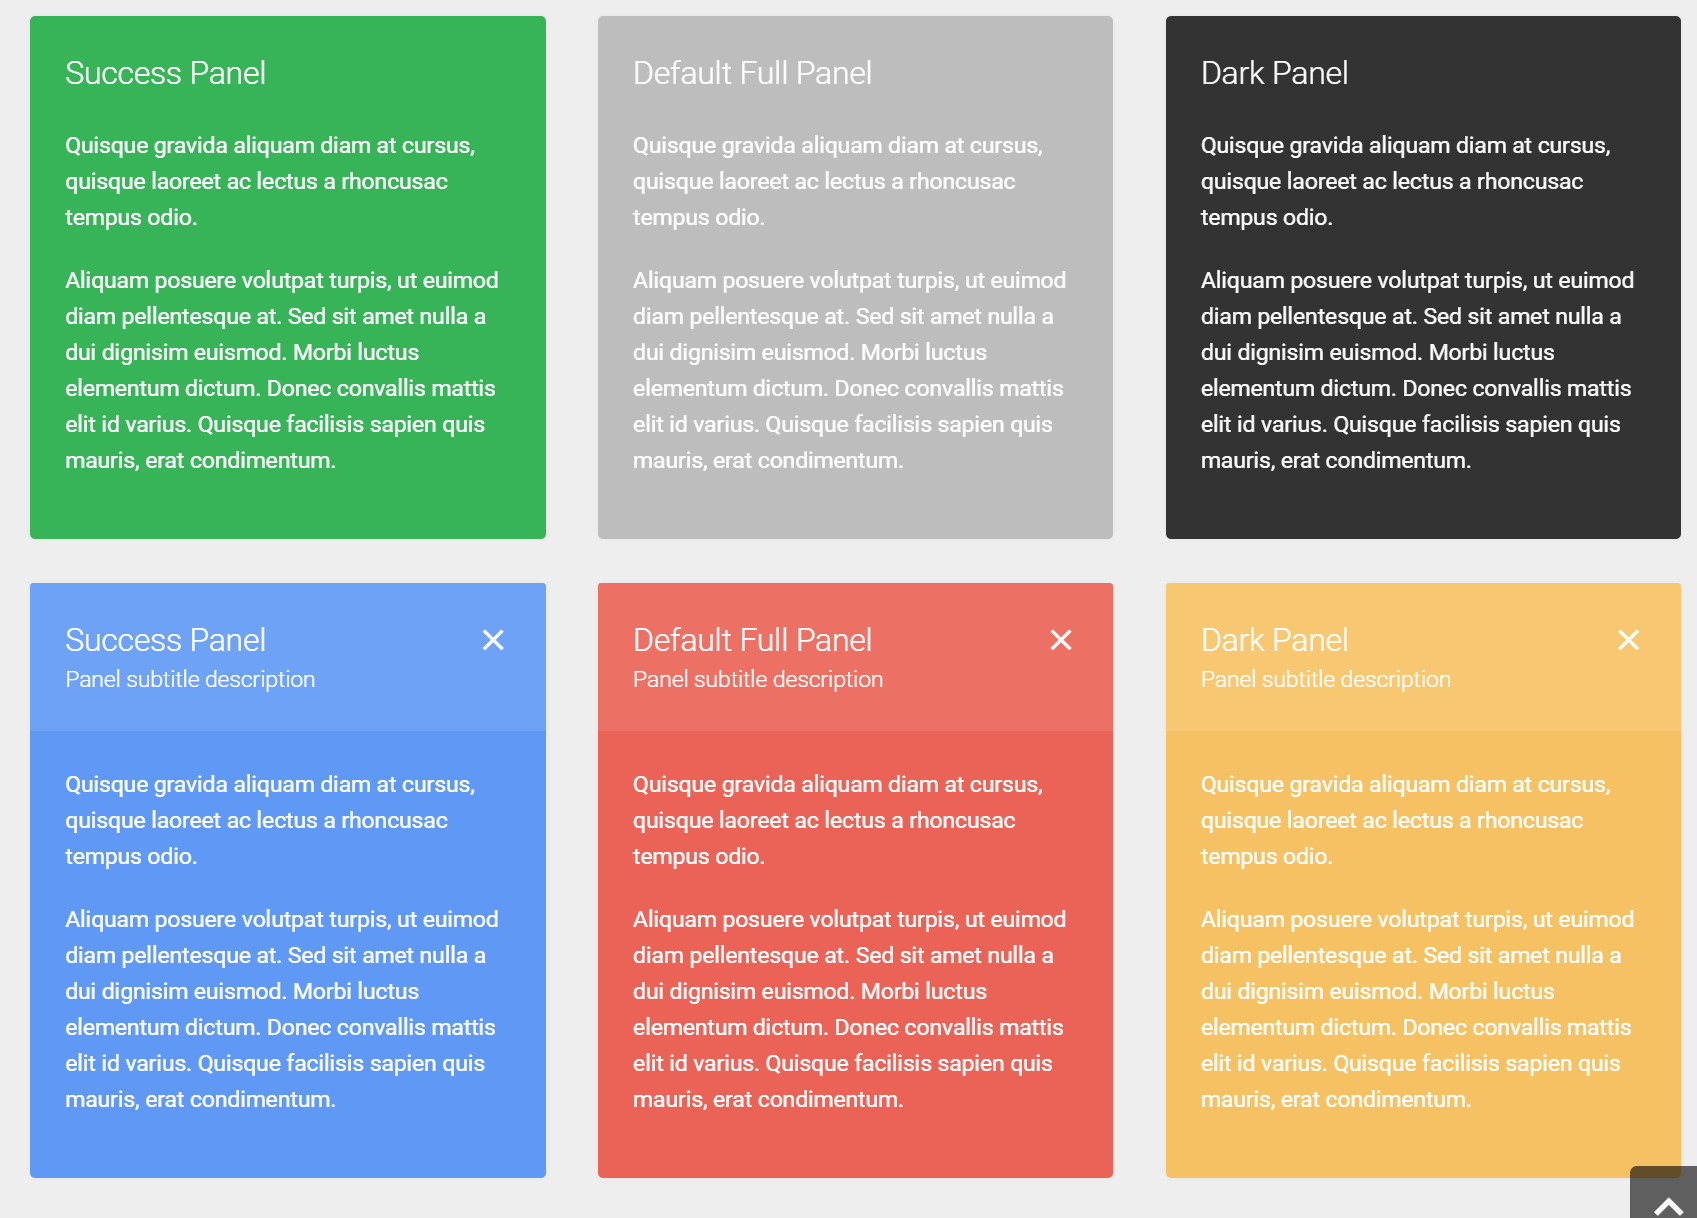 Success Panel
Quisque gravida aliquam diam at cursus,
quisque laoreet ac lectus a rhoncusac
tempus odio.
Aliquam posuere volutpat turpis, ut euimod
diam pellentesque at. Sed sit amet nulla a
dui dignisim euismod. Morbi luctus
elementum dictum. Donec convallis mattis
elit id varius. Quisque facilisis sapien quis
mauris, erat condimentum.
Default Full Panel
Quisque gravida aliquam diam at cursus,
quisque laoreet ac lectus a rhoncusac
tempus odio.
Aliquam posuere volutpat turpis, ut euimod
diam pellentesque at. Sed sit amet nulla a
dui dignisim euismod. Morbi luctus
elementum dictum. Donec convallis mattis
elit id varius. Quisque facilisis sapien quis
mauris, erat condimentum.
Dark Panel
Quisque gravida aliquam diam at cursus,
quisque laoreet ac lectus a rhoncusac
tempus odio.
Aliquam posuere volutpat turpis, ut euimod
diam pellentesque at. Sed sit amet nulla a
dui dignisim euismod. Morbi luctus
elementum dictum. Donec convallis mattis
elit id varius. Quisque facilisis sapien quis
mauris, erat condimentum.
Success Panel
Panel subtitle description
Quisque gravida aliquam diam at cursus,
quisque laoreet ac lectus a rhoncusac
tempus odio.
Aliquam posuere volutpat turpis, ut euimod
diam pellentesque at. Sed sit amet nulla a
dui dignisim euismod. Morbi luctus
elementum dictum. Donec convallis mattis
elit id varius. Quisque facilisis sapien quis
mauris, erat condimentum.
Default Full Panel
Panel subtitle description
Quisque gravida aliquam diam at cursus,
quisque laoreet ac lectus a rhoncusac
tempus odio.
Aliquam posuere volutpat turpis, ut euimod
diam pellentesque at. Sed sit amet nulla a
dui dignisim euismod. Morbi luctus
elementum dictum. Donec convallis mattis
elit id varius. Quisque facilisis sapien quis
mauris, erat condimentum.
Dark Panel
Panel subtitle description
Quisque gravida aliquam diam at cursus,
quisque laoreet ac lectus a rhoncusac
tempus odio.
Aliquam posuere volutpat turpis, ut euimod
diam pellentesque at. Sed sit amet nulla a
dui dignisim euismod. Morbi luctus
elementum dictum. Donec convallis mattis
elit id varius. Quisque facilisis sapien quis
mauris, erat condimentum.